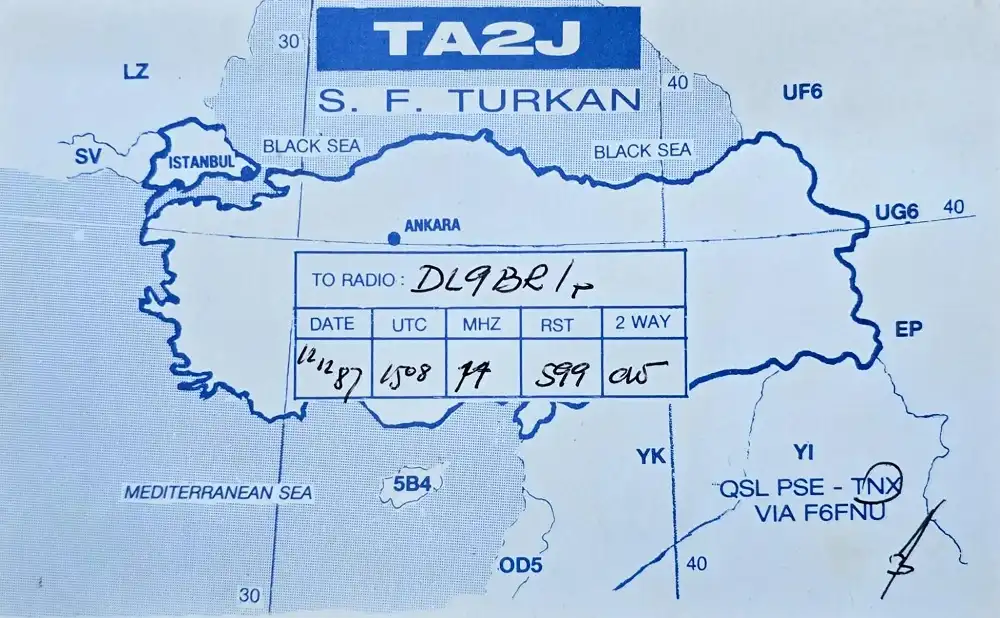 TA2J
S. F. TURKAN
30
40
LZ
UF6
SV
ISTANBUL
BLACK SEA
BLACK SEA
ANKARA
UG6
40
TO RADIO: DL9BR/P
DATE UTC MHZ RST 2 WAY
12 12 87 1508 14 599 CW
EP
YK
YI
5B4
MEDITERRANEAN SEA
QSL PSE - TNX
VIA F6FNU
OD5
40
30